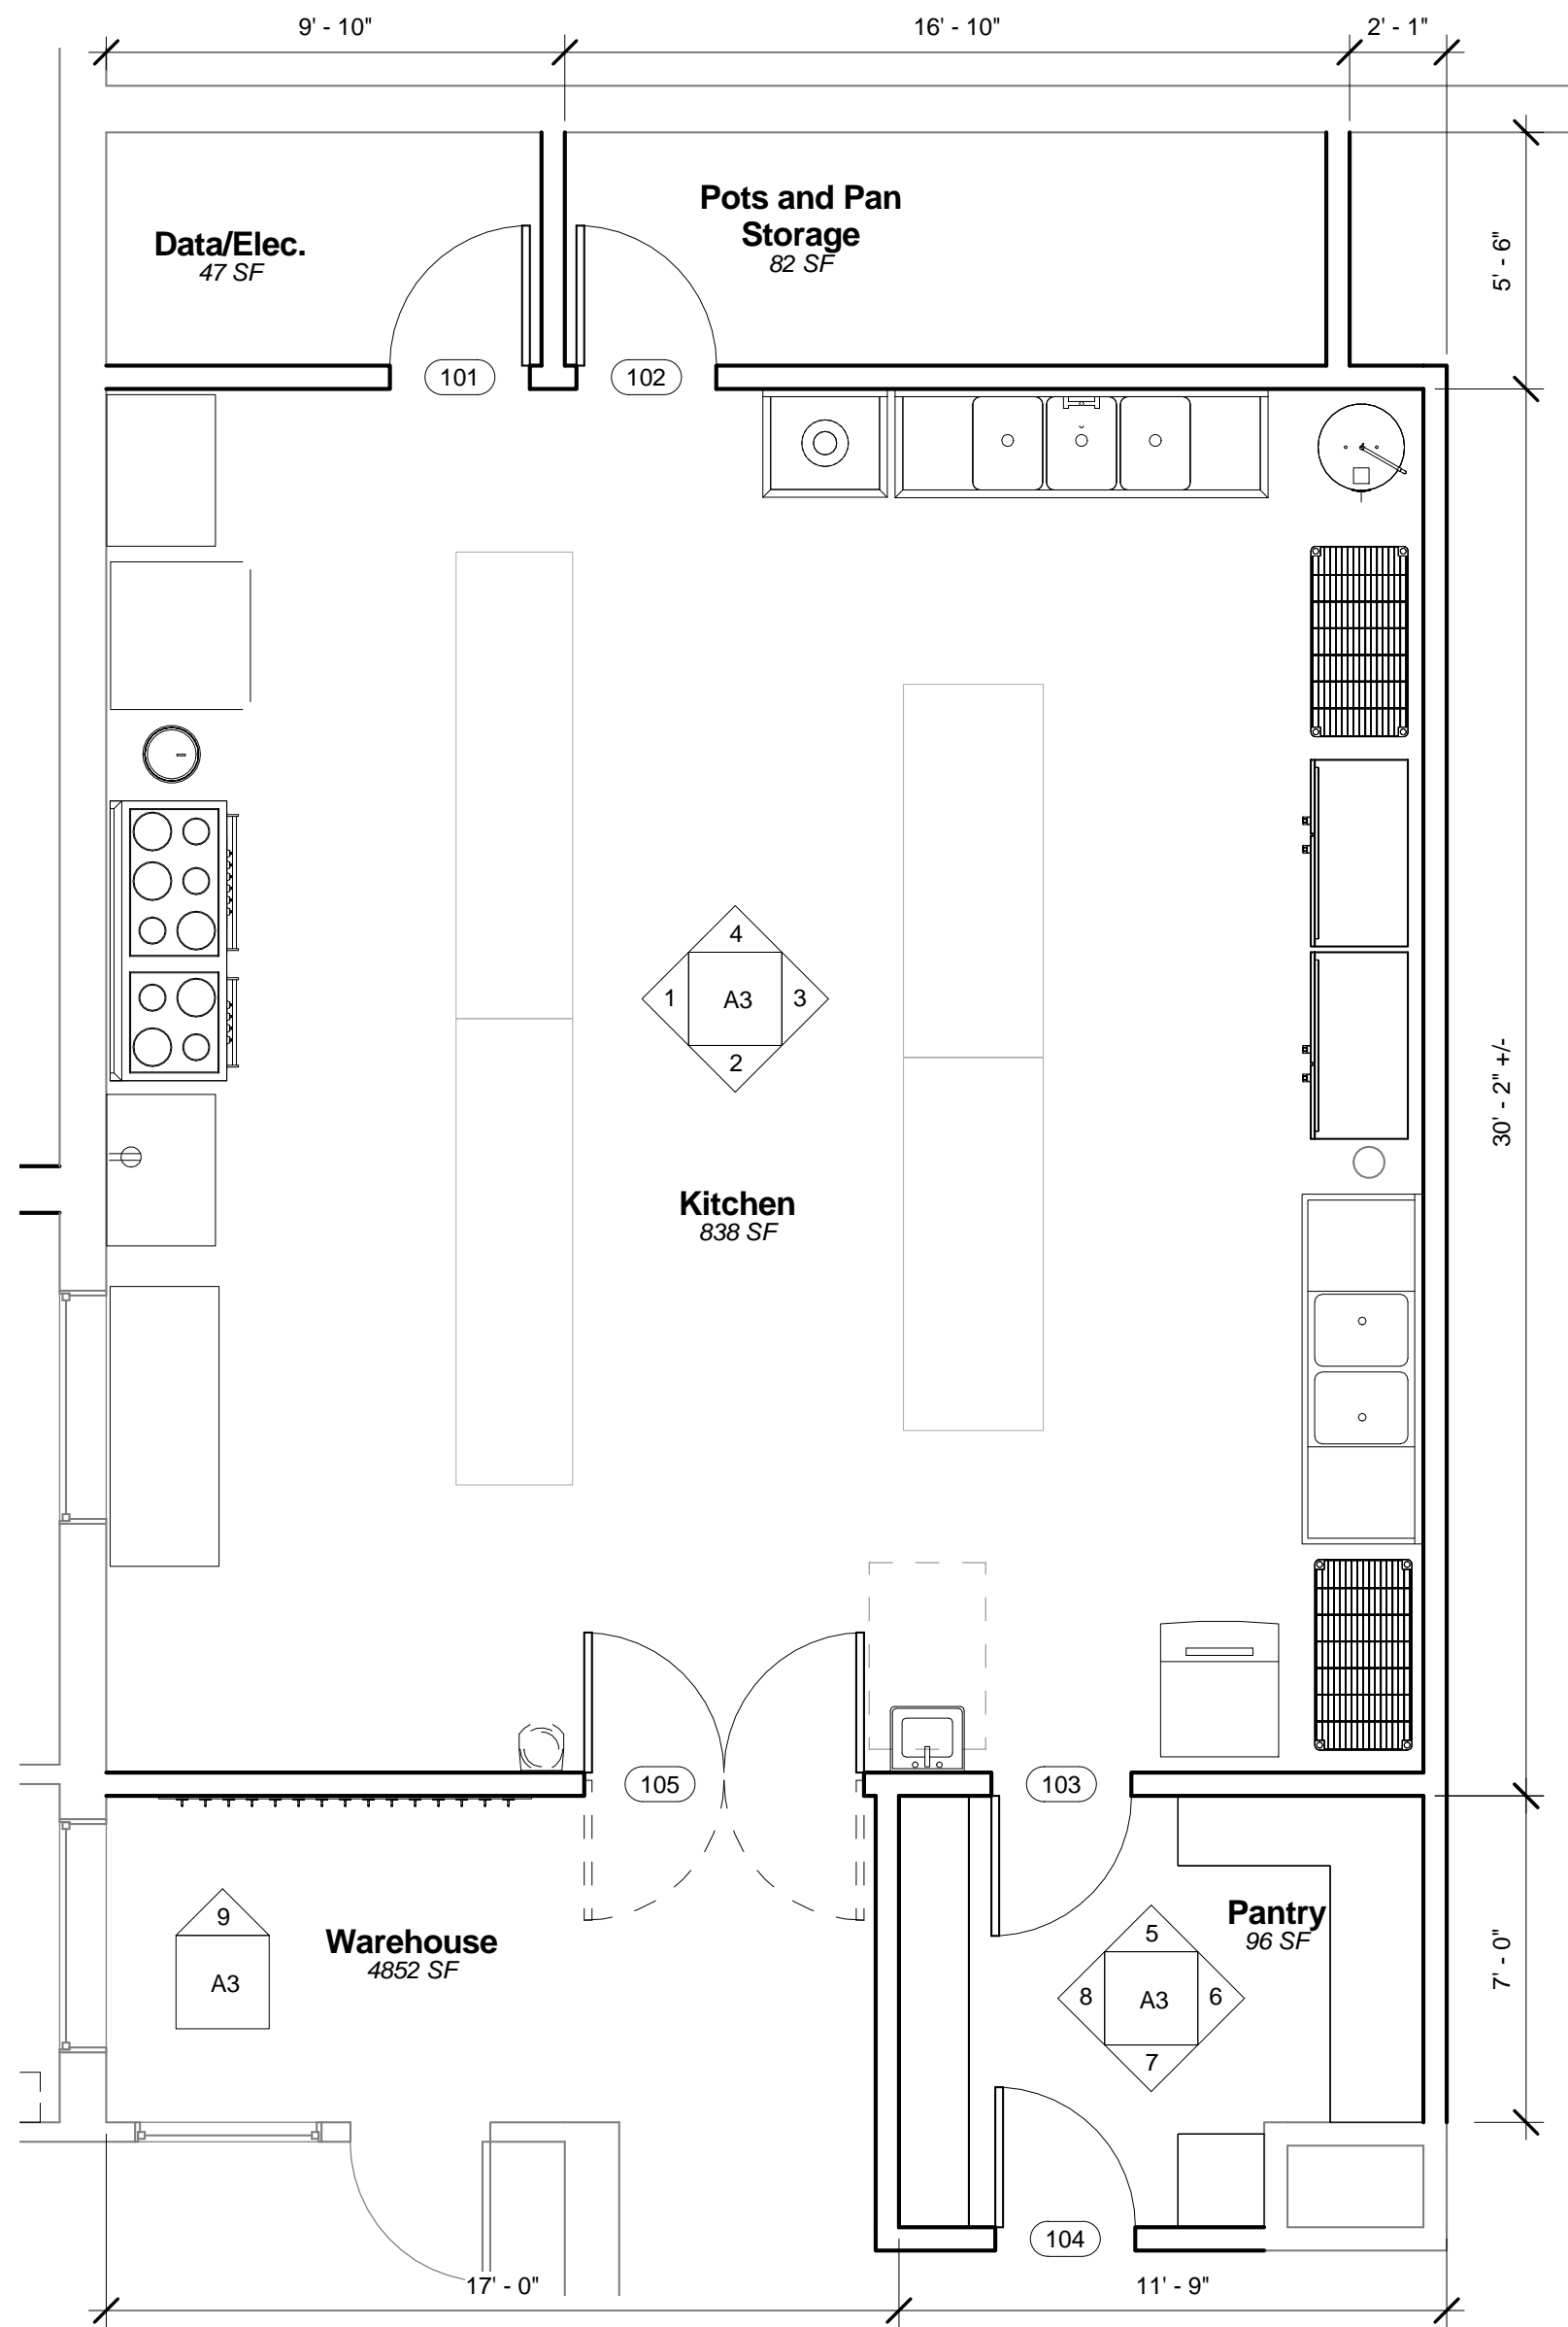 9' - 10"
16' - 10"
2' - 1"
Pots and Pan
Storage
82 SF
Data/Elec.
47 SF
5' - 6"
101
102
4
1
A3
3
2
30' - 2" +/-
Kitchen
838 SF
105
103
9
A3
Warehouse
4852 SF
Pantry
96 SF
5
8
A3
6
7
7' - 0"
104
17' - 0"
11' - 9"